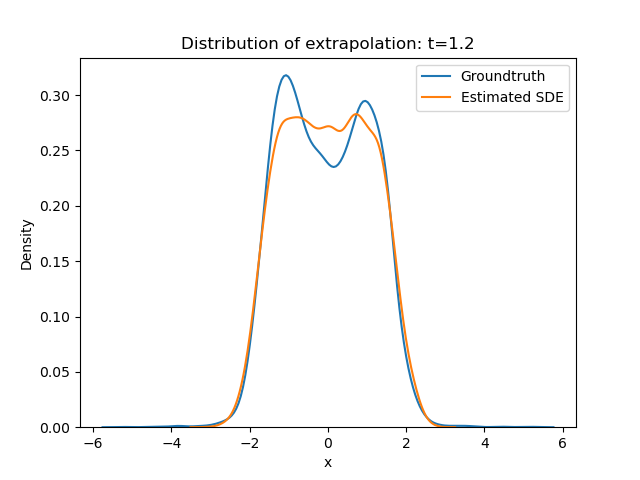 Distribution of extrapolation: t=1.2
Groundtruth
Estimated SDE
Density
0.30
0.25
0.20
0.15
0.10
0.05
0.00
−6
−4
−2
0
2
4
6
x